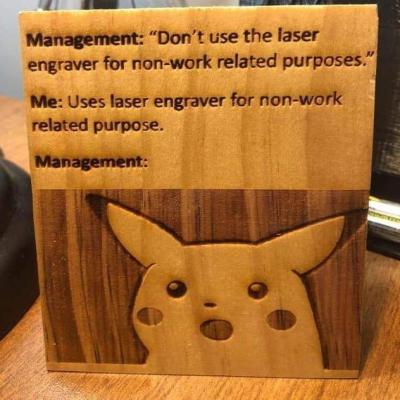 Management: “Don’t use the laser
engraver for non-work related purposes.”
Me: Uses laser engraver for non-work
related purpose.
Management: